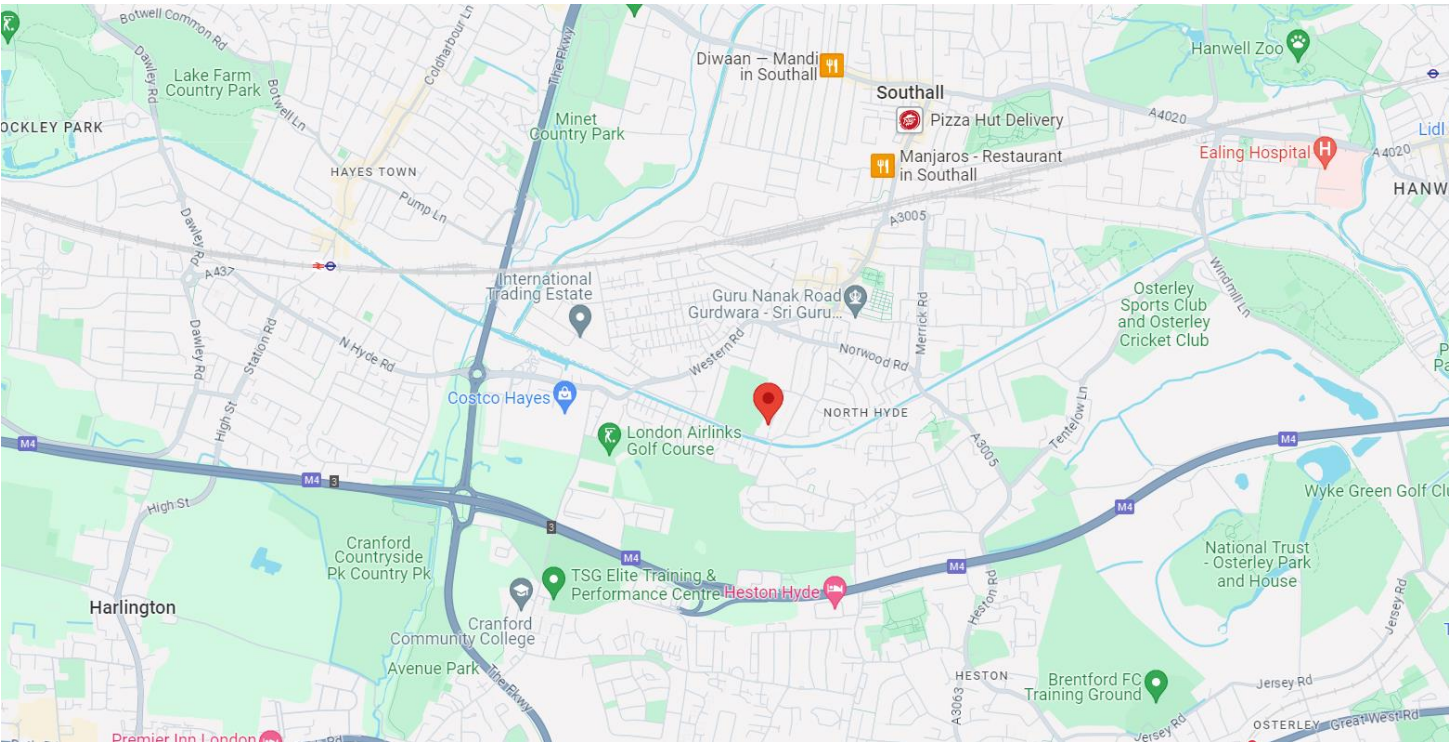 Botwell Common Rd
Dawley Rd
Lake Farm
Country Park
Coldharbour Ln
Botwell Ln
OCKLEY PARK
HAYES TOWN
Pump Ln
The Pkwy
Minet
Country Park
Diwaan — Mandi
in Southall
Southall
Pizza Hut Delivery
Manjaros - Restaurant
in Southall
Hanwell Zoo
A4020
Lidl
Ealing Hospital
H
A4020
HANW
A3005
Dawley Rd
A437
International
Trading Estate
Guru Nanak Road
Gurdwara - Sri Guru...
Merrick Rd
Windmill Ln
Osterley
Sports Club
and Osterley
Cricket Club
Station Rd
Dawley Rd
N Hyde Rd
Western Rd
Norwood Rd
Costco Hayes
NORTH HYDE
High St
London Airlinks
Golf Course
Tentelow Ln
A3005
M4
M4
M4
3
High St
M4
Wyke Green Golf Clu
3
Cranford
Countryside
Pk Country Pk
M4
M4
National Trust
- Osterley Park
and House
TSG Elite Training &
Performance Centre
Heston Hyde
Harlington
Cranford
Community College
Heston Rd
Jersey Rd
Avenue Park
The Pkwy
HESTON
A3063
Brentford FC
Training Ground
Jersey Rd
Jersey Rd
OSTERLEY
Great West Rd
Premier Inn London